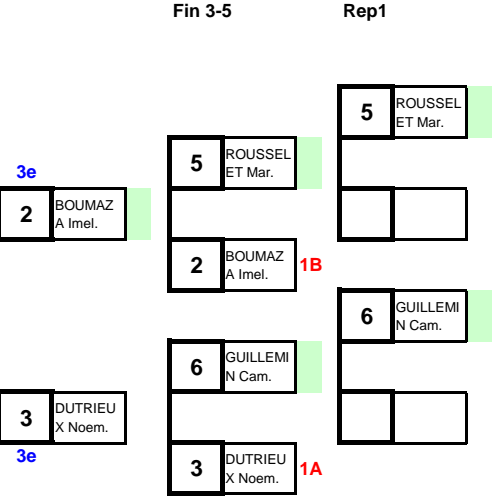 Fin 3-5 Rep1
5 ROUSSEL
ET Mar.
5 ROUSSEL
ET Mar.
3e
2 BOUMAZ
A Imel.
2 BOUMAZ
A Imel. 1B
6 GUILLEMI
N Cam.
6 GUILLEMI
N Cam.
3 DUTRIEU
X Noem.
3e
3 DUTRIEU
X Noem. 1A